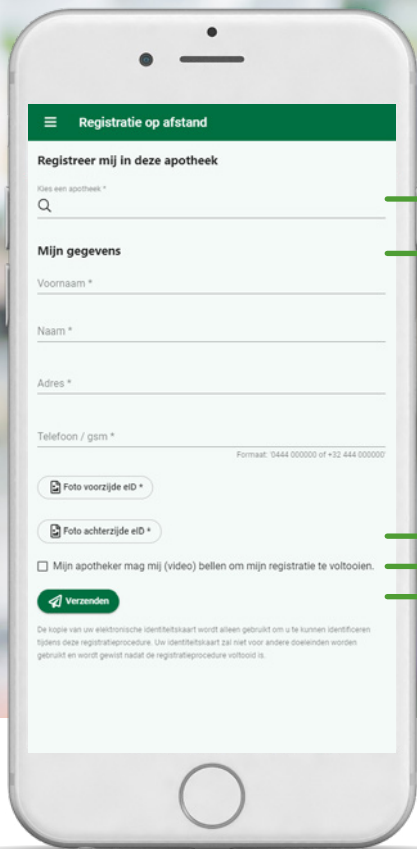 Registratie op afstand
Registreer mij in deze apotheek
Kies een apotheek *
Mijn gegevens
Voornaam *
Naam *
Adres *
Telefoon / gsm *
Formaat: '0444 000000 of +32 444 000000'
Foto voorzijde eID *
Foto achterzijde eID *
Mijn apotheker mag mij (video) bellen om mijn registratie te voltooien.
Verzenden
De kopie van uw elektronische identiteitskaart wordt alleen gebruikt om u te kunnen identificeren
tijdens deze registratieprocedure. Uw identiteitskaart zal niet voor andere doeleinden worden
gebruikt en wordt gewist nadat de registratieprocedure voltooid is.